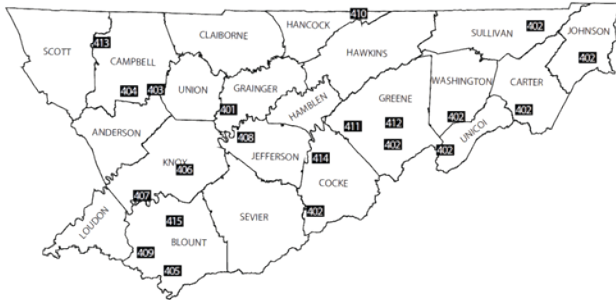 HANCOCK 410
SCOTT 413 CLAIBORNE SULLIVAN 402 JOHNSON
CAMPBELL HAWKINS 402
404 403 UNION GRAINGER WASHINGTON CARTER
401 HAMBLEN GREENE 402 402
ANDERSON 408 411 412 UNICOI
KNOX 406 JEFFERSON 414 402 402
407 COCKE
LOUDON 415 SEVIER 402
BLOUNT
409
405